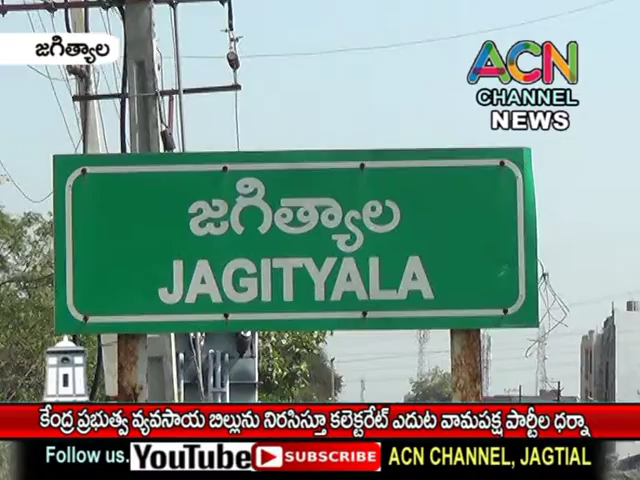 జగిత్యాల
ACN
CHANNEL
NEWS
జగిత్యాల
JAGITYALA
కేంద్ర ప్రభుత్వ వ్యవసాయ బిల్లును నిరసిస్తూ కలెక్టరేట్ ఎదుట వామపక్ష పార్టీల ధర్నా
Follow us. YouTube SUBSCRIBE ACN CHANNEL, JAGTIAL